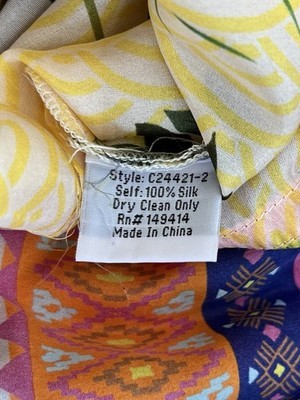 Style: C24421-2
Self: 100% Silk
Dry Clean Only
Rn# 149414
Made In China